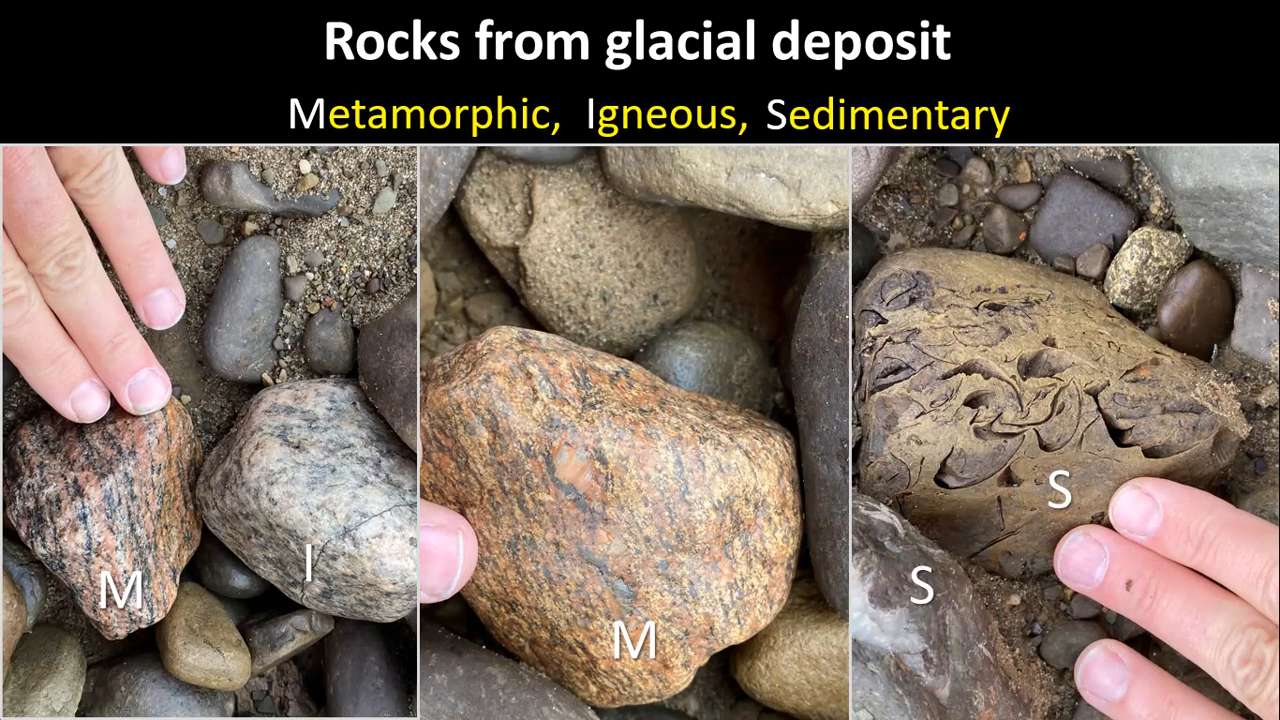 Rocks from glacial deposit
Metamorphic, Igneous, Sedimentary
M
I
M
S
S